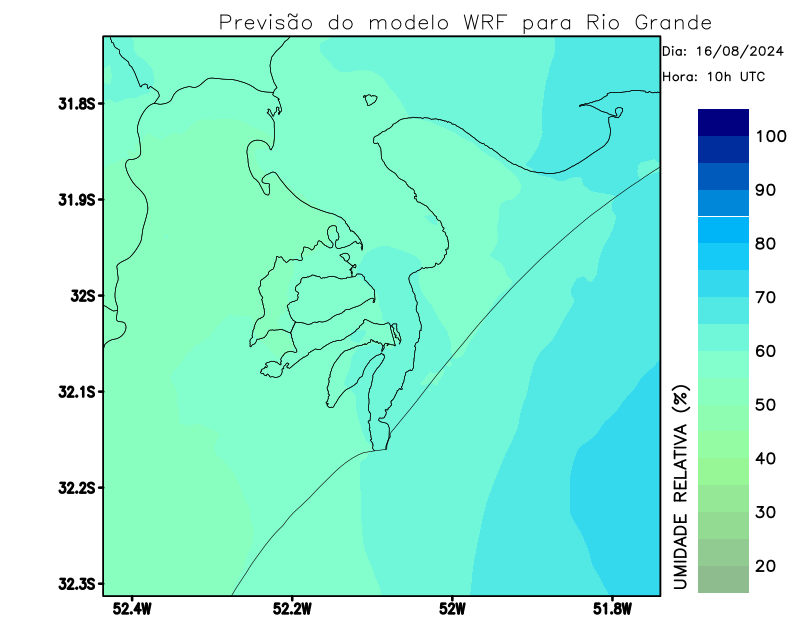 Previsão do modelo WRF para Rio Grande
Dia: 16/08/2024
Hora: 10h UTC
31.8S
31.9S
32S
32.1S
32.2S
32.3S
52.4W
52.2W
52W
51.8W
100
90
80
70
60
50
40
30
20
UMIDADE RELATIVA (%)